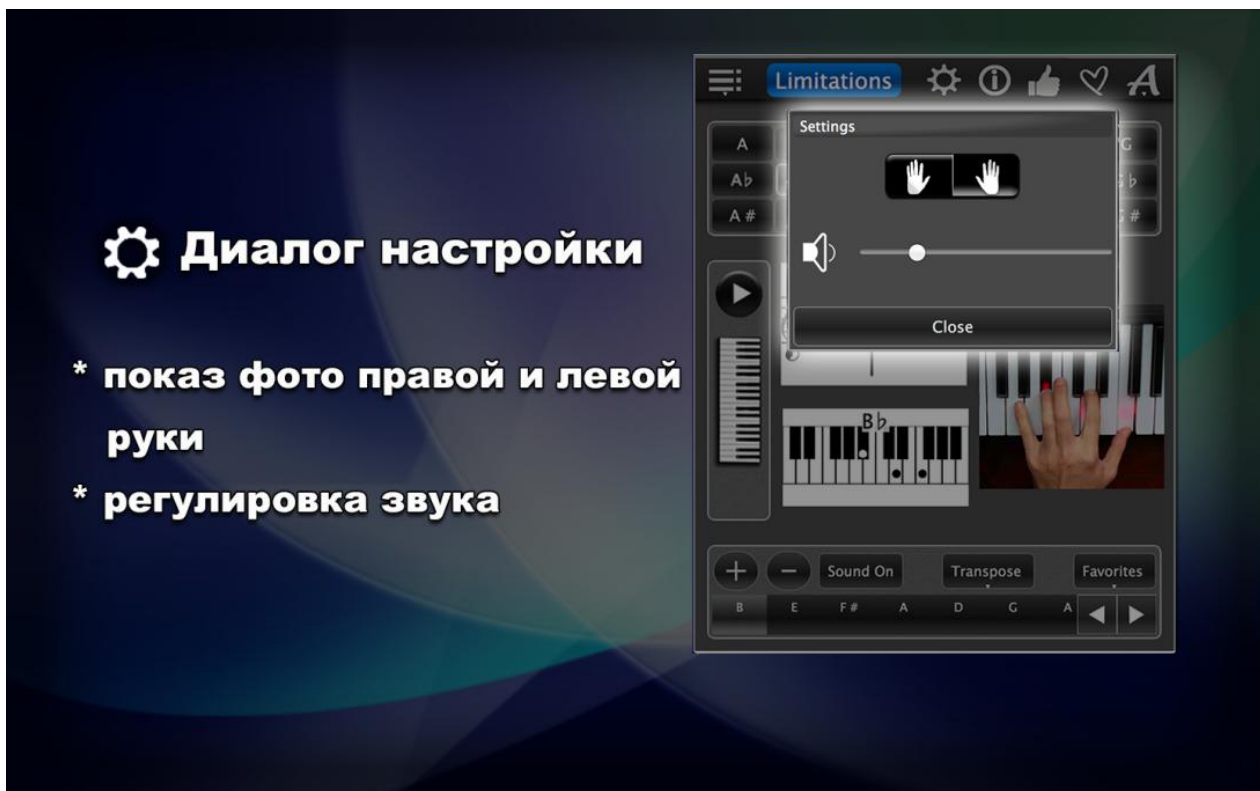 Диалог настройки
* показ фото правой и левой
руки
* регулировка звука
Limitations
Settings
A
G
A♭
♭
A #
#
Close
B♭
Sound On
Transpose
Favorites
B E F# A D G A